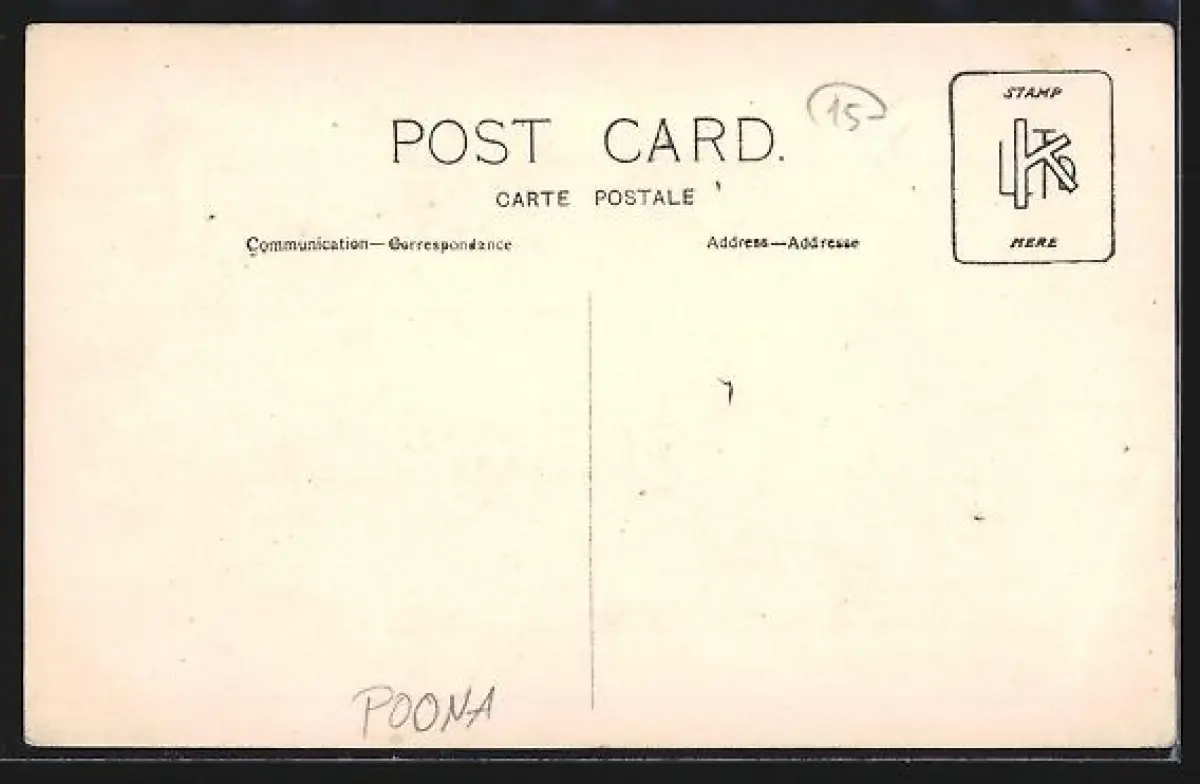 15-
STAMP
POST CARD.
CARTE POSTALE
Communication—Correspondance
Address—Addresse
HERE
POONA